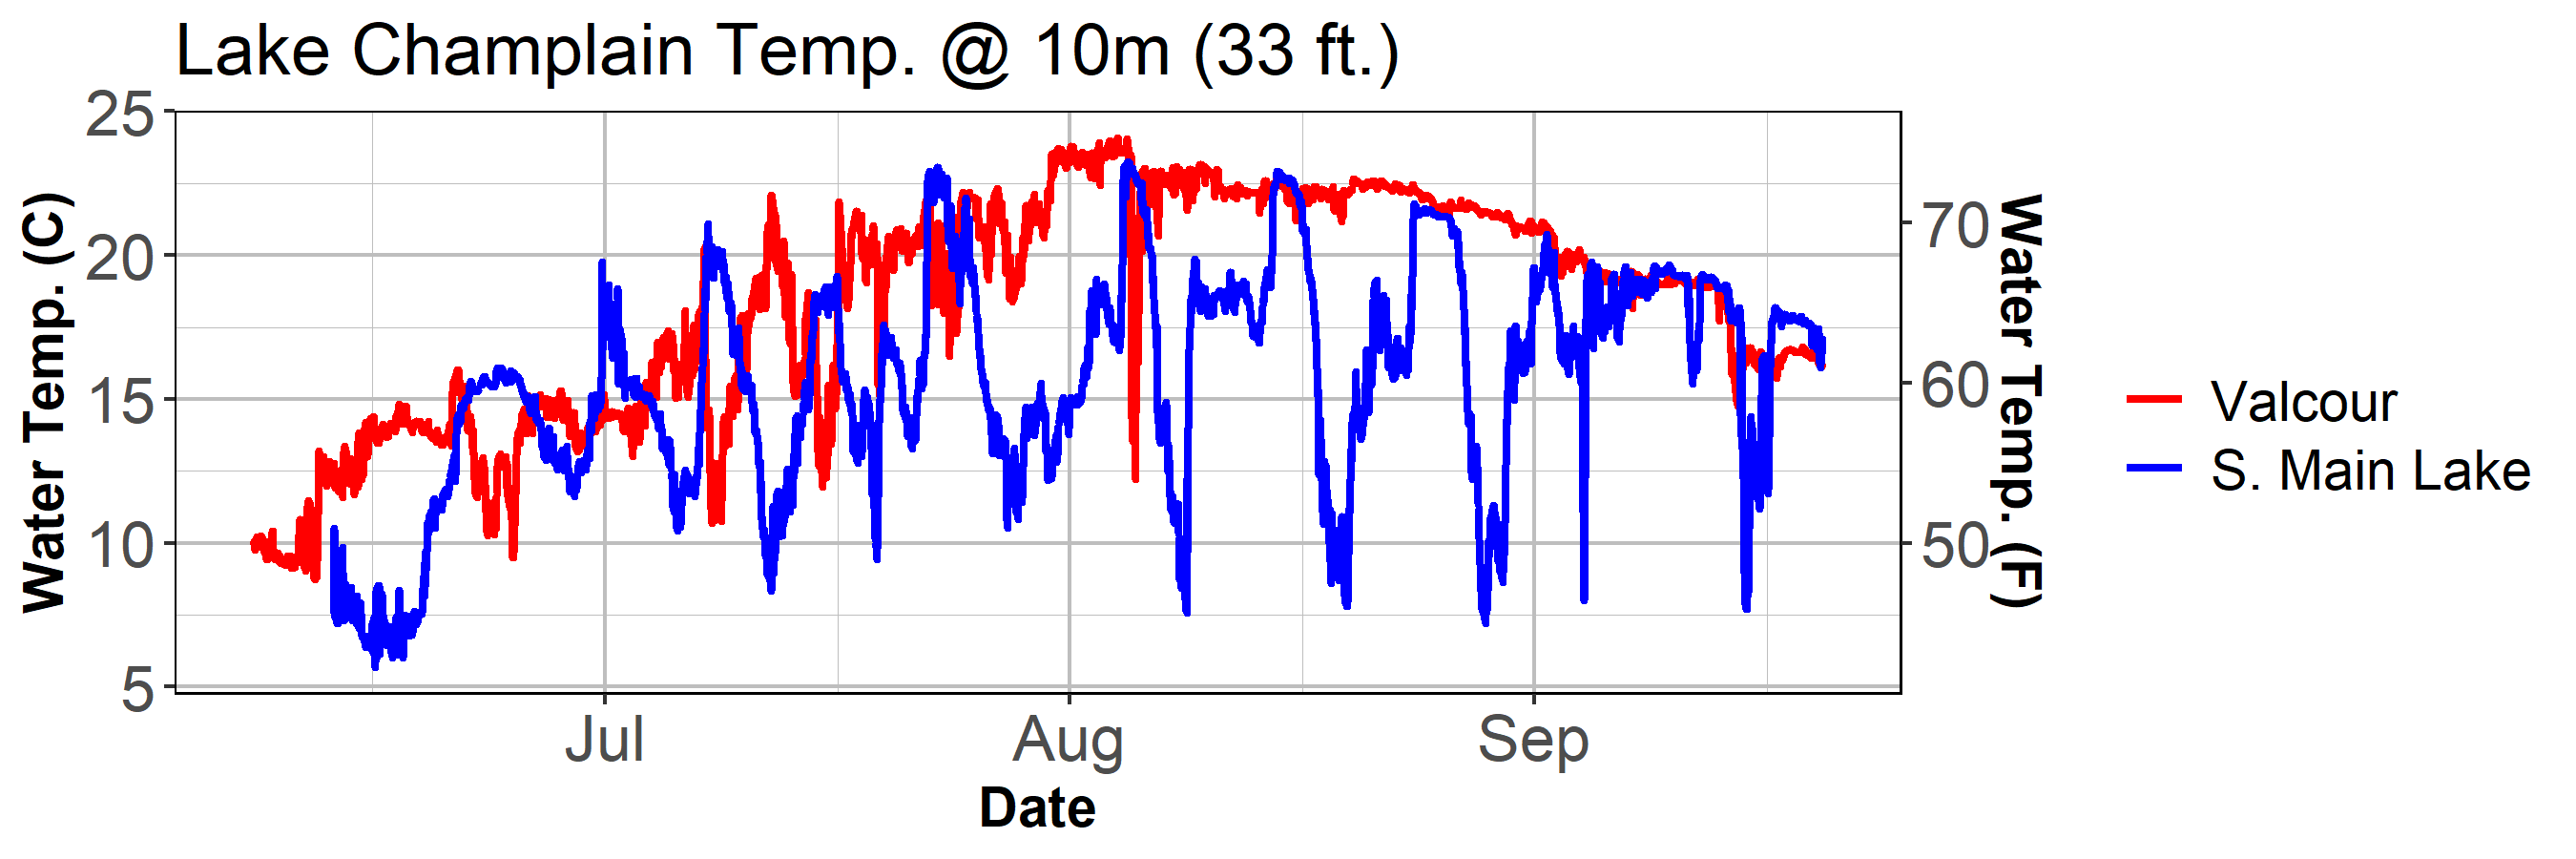 Lake Champlain Temp. @ 10m (33 ft.)
Water Temp. (C)
25
20
15
10
5
70
60
50
Water Temp. (F)
Jul Aug Sep
Date
Valcour
S. Main Lake